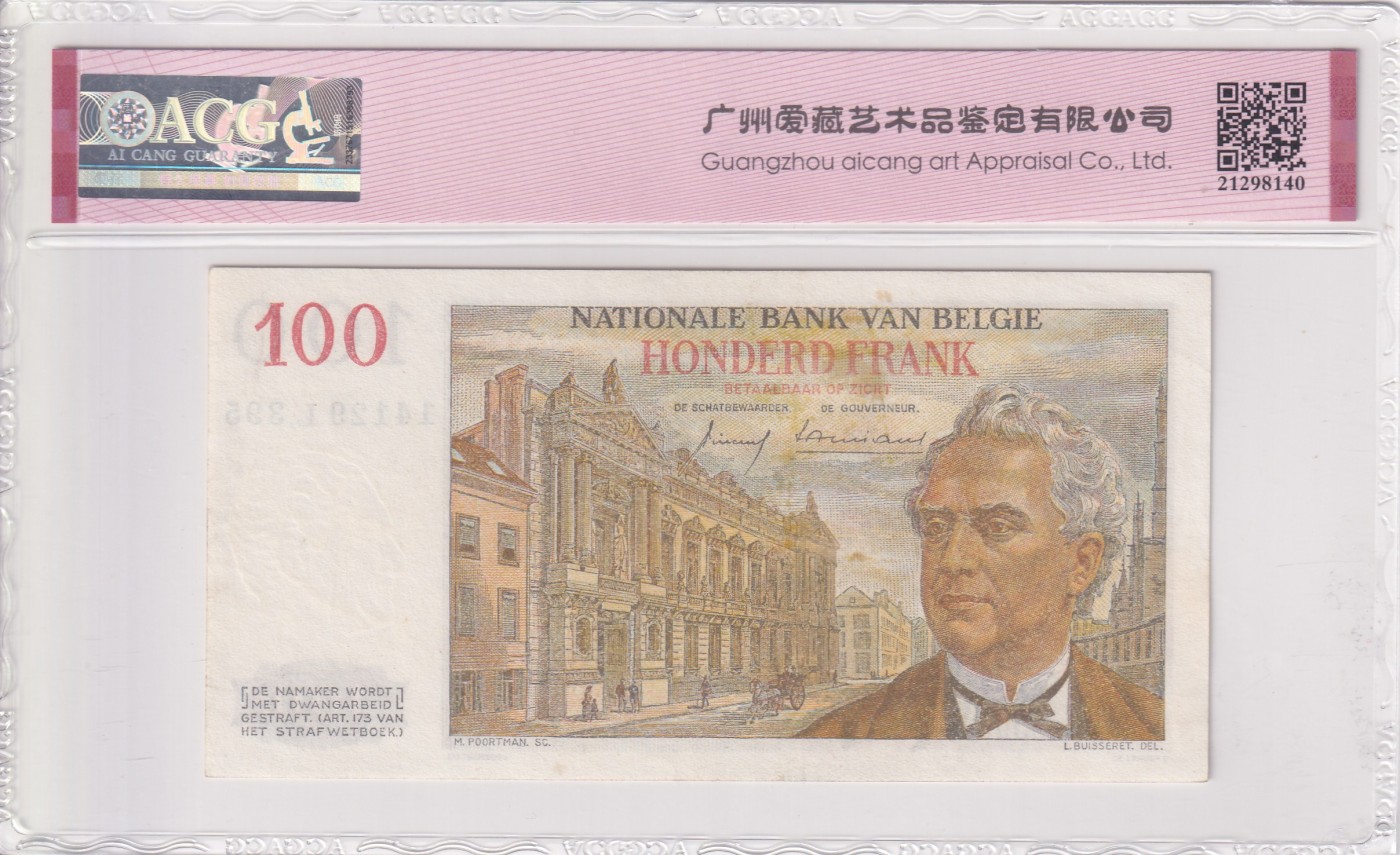 ACG
AI CANG GUARANTY
广州爱藏艺术品鉴定有限公司
Guangzhou aicang art Appraisal Co., Ltd.
21298140
100
NATIONALE BANK VAN BELGIE
HONDERD FRANK
BETAALBAAR OP ZICHT
DE SCHATBEWAARDER. DE GOUVERNEUR.
DE NAMAKER WORDT
MET DWANGARBEID
GESTRAFT. (ART. 173 VAN
HET STRAFWETBOEK.)
M. POORTMAN. SC.
L. BUISSERET. DEL.